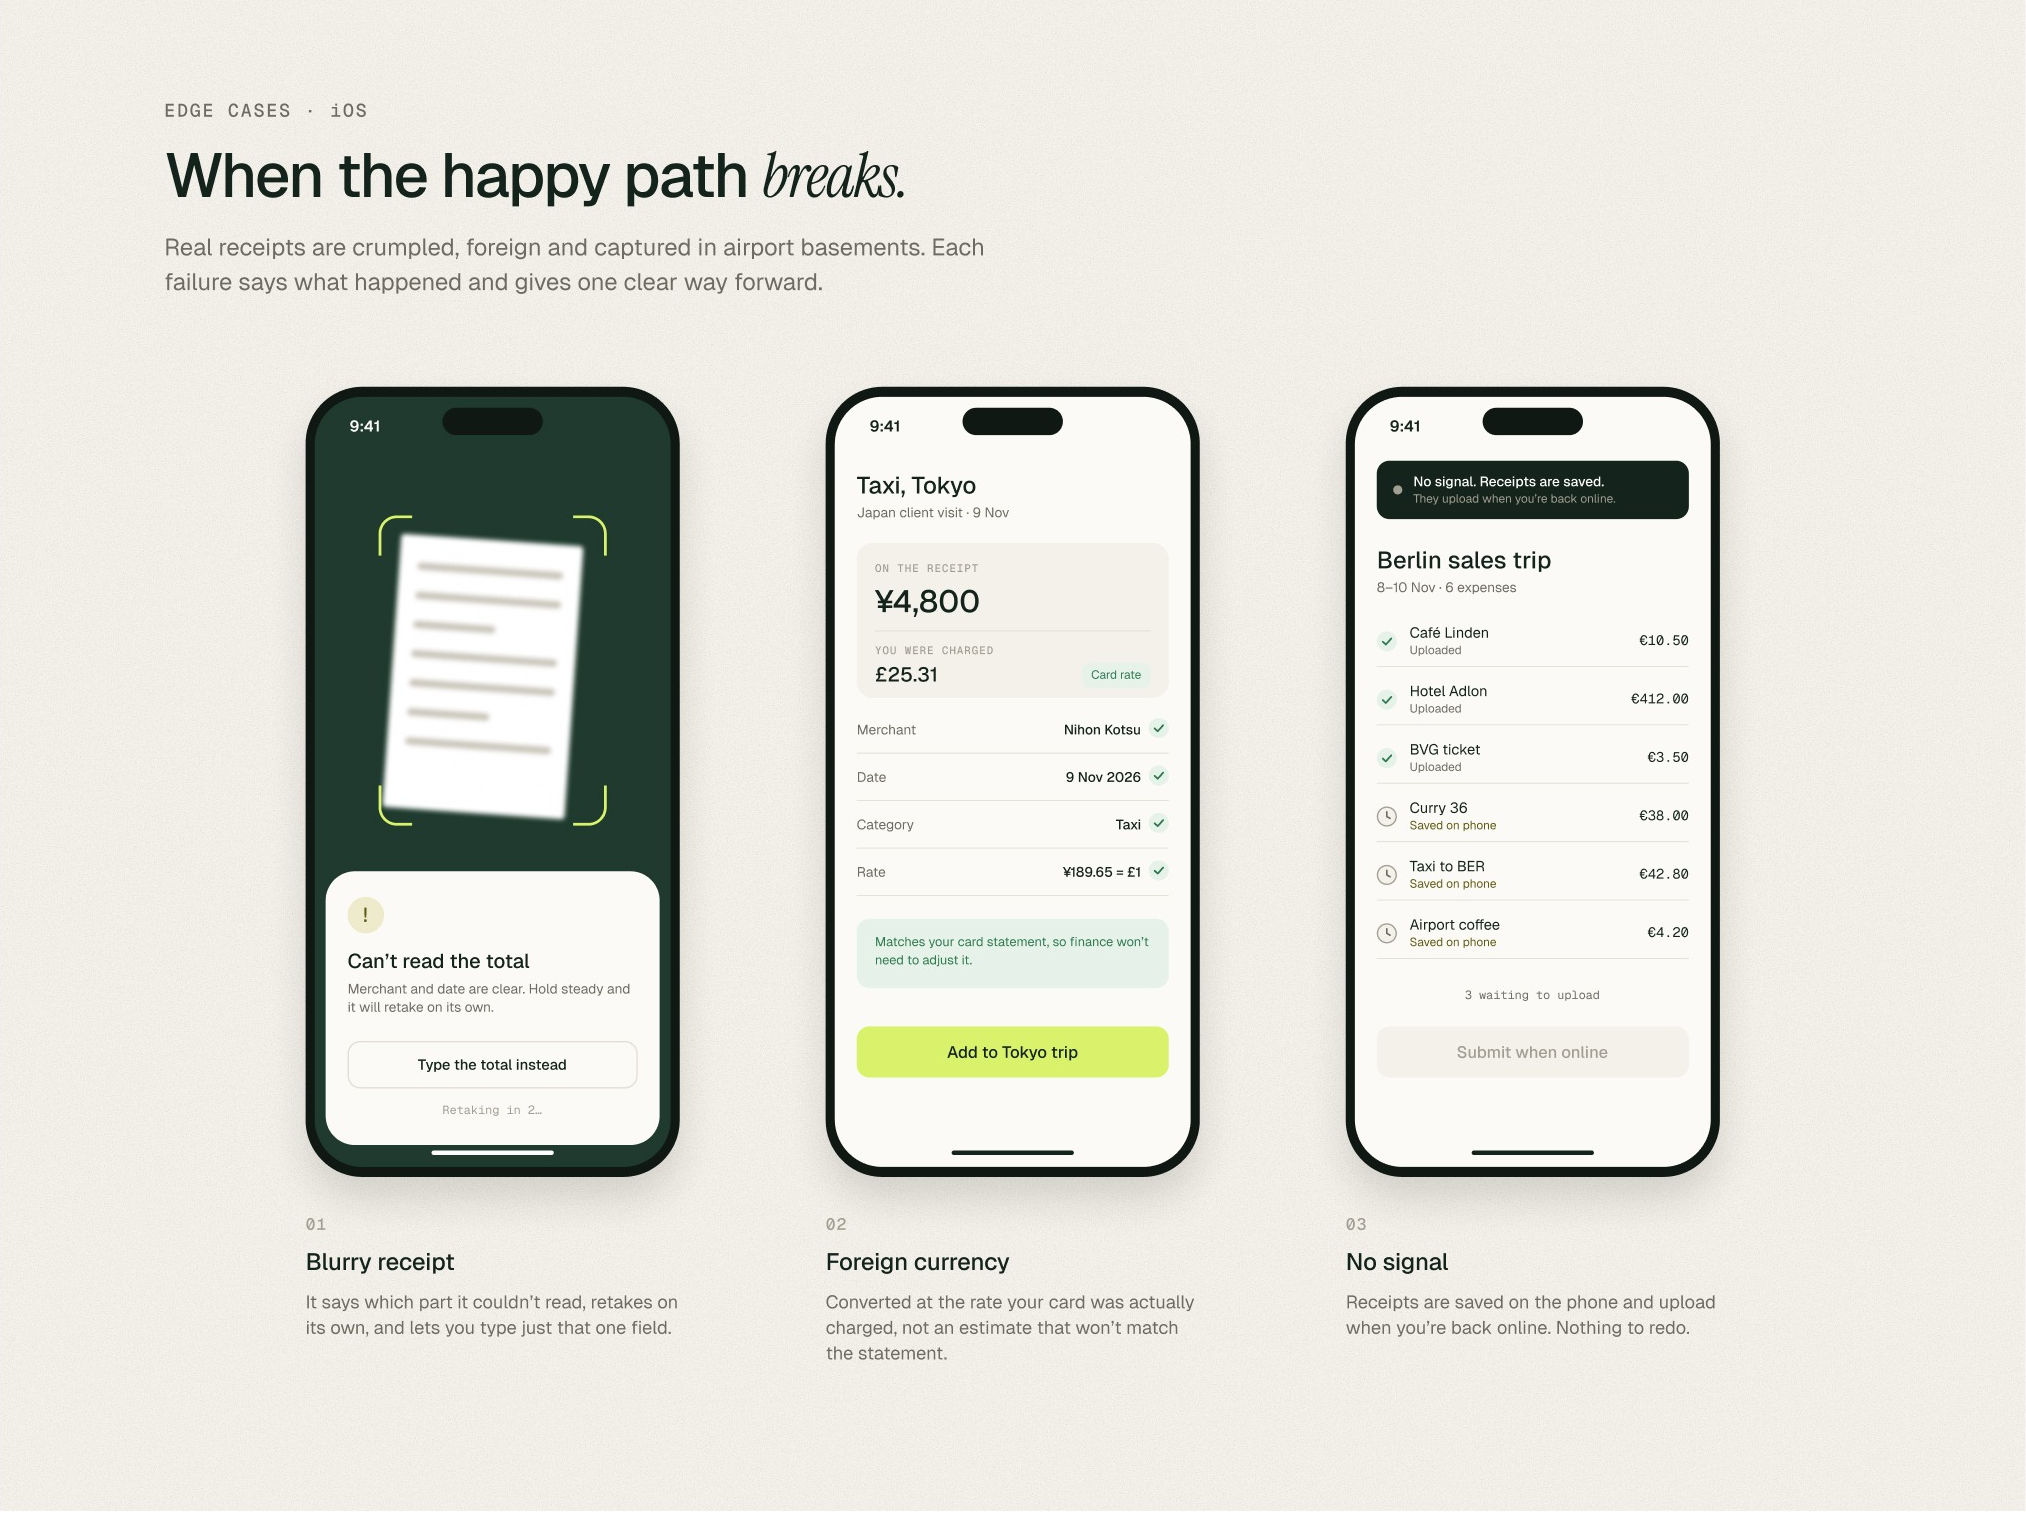 EDGE CASES · iOS
When the happy path breaks.
Real receipts are crumpled, foreign and captured in airport basements. Each
failure says what happened and gives one clear way forward.
9:41
!
Can’t read the total
Merchant and date are clear. Hold steady and
it will retake on its own.
Type the total instead
Retaking in 2…
01
Blurry receipt
It says which part it couldn’t read, retakes on
its own, and lets you type just that one field.
9:41
Taxi, Tokyo
Japan client visit · 9 Nov
ON THE RECEIPT
¥4,800
YOU WERE CHARGED
£25.31 Card rate
Merchant Nihon Kotsu
Date 9 Nov 2026
Category Taxi
Rate ¥189.65 = £1
Matches your card statement, so finance won’t
need to adjust it.
Add to Tokyo trip
02
Foreign currency
Converted at the rate your card was actually
charged, not an estimate that won’t match
the statement.
9:41
No signal. Receipts are saved.
They upload when you’re back online.
Berlin sales trip
8–10 Nov · 6 expenses
Café Linden €10.50
Uploaded
Hotel Adlon €412.00
Uploaded
BVG ticket €3.50
Uploaded
Curry 36 €38.00
Saved on phone
Taxi to BER €42.80
Saved on phone
Airport coffee €4.20
Saved on phone
3 waiting to upload
Submit when online
03
No signal
Receipts are saved on the phone and upload
when you’re back online. Nothing to redo.